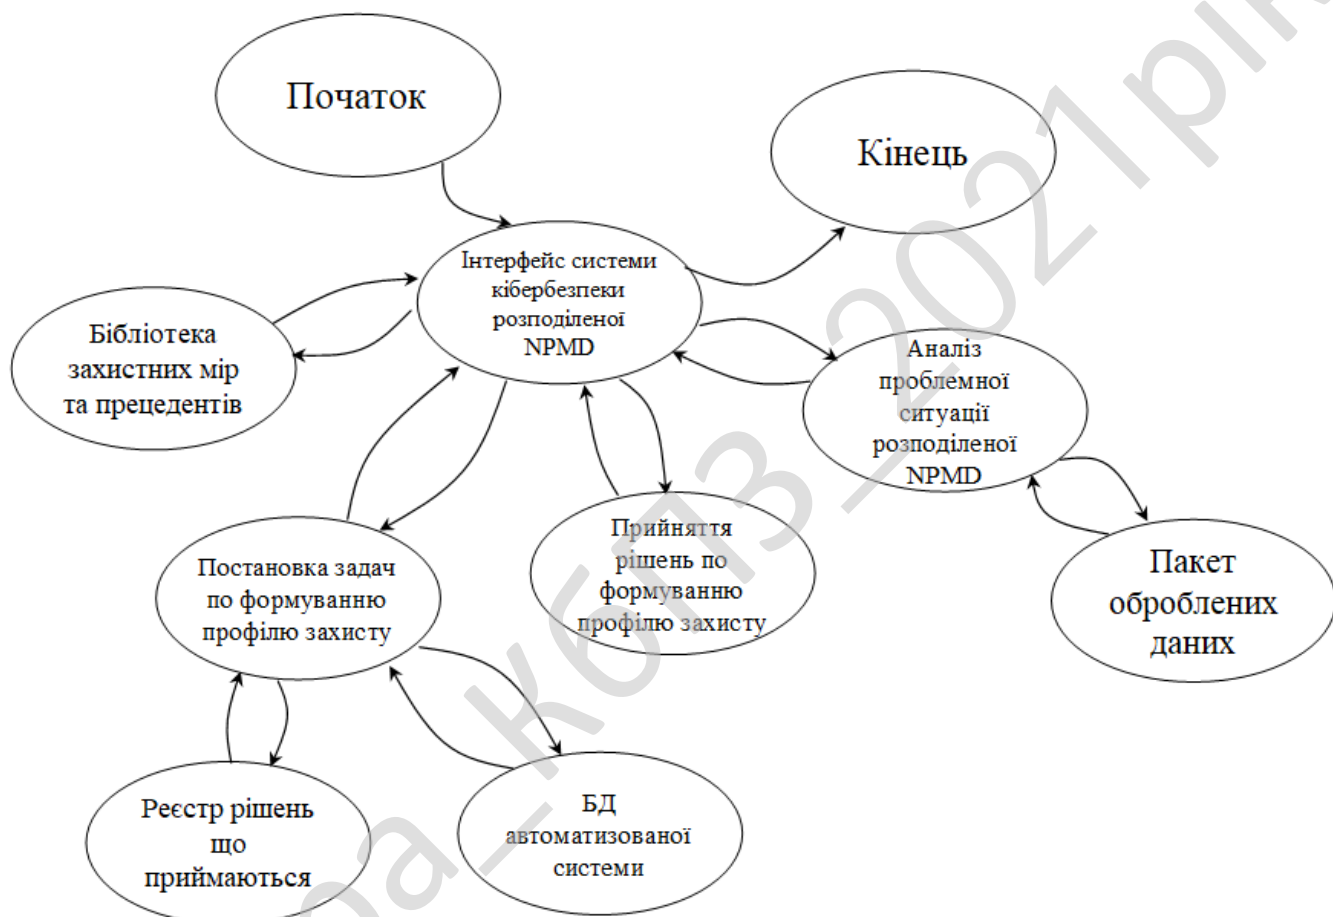 Початок
Кінець
Інтерфейс системи
кібербезпеки
розподіленої
NPMD
Бібліотека
захистних мір
та прецедентів
Аналіз
проблемної
ситуації
розподіленої
NPMD
Прийняття
рішень по
формуванню
профілю захисту
Постановка задач
по формуванню
профілю захисту
Пакет
оброблених
даних
Реєстр рішень
що
приймаються
БД
автоматизованої
системи